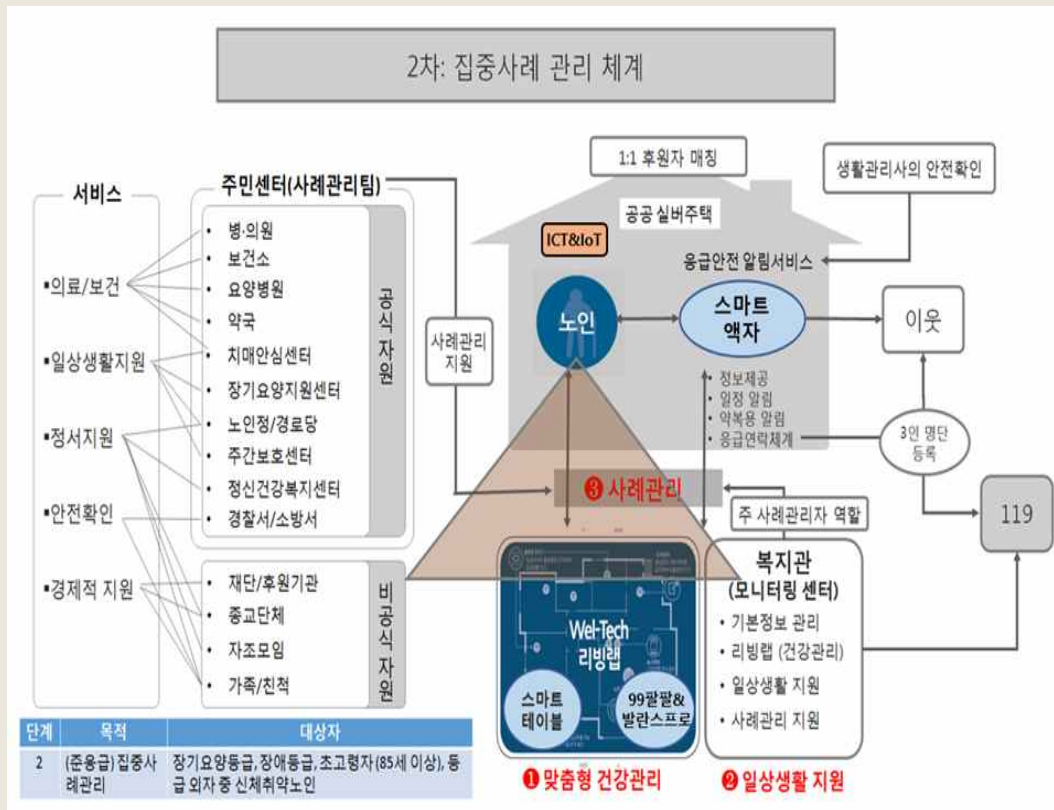 2차: 집중사례 관리 체계
서비스
▪의료/보건
▪일상생활지원
▪정서지원
▪안전확인
▪경제적 지원
주민센터(사례관리팀)
• 병·의원
• 보건소
• 요양병원
• 약국
• 치매안심센터
• 장기요양지원센터
• 노인정/경로당
• 주간보호센터
• 정신건강복지센터
• 경찰서/소방서
공식자원
• 재단/후원기관
• 종교단체
• 자조모임
• 가족/친척
비공식자원
사례관리
지원
1:1 후원자 매칭
공공 실버주택
ICT&IoT
노인
응급안전 알림서비스
스마트
액자
• 정보제공
• 일정 알림
• 약복용 알림
• 응급연락체계
생활관리사의 안전확인
이웃
3인 명단
등록
119
❸ 사례관리
주 사례관리자 역할
Wel-Tech
리빙랩
스마트
테이블
99팔팔&
발란스프로
❶ 맞춤형 건강관리
복지관
(모니터링 센터)
• 기본정보 관리
• 리빙랩 (건강관리)
• 일상생활 지원
• 사례관리 지원
❷ 일상생활 지원
단계 목적 대상자
2 (준용급) 집중사 장기요양등급, 장애등급, 초고령자 (85세 이상), 등
례관리 급 외자 중 신체취약노인